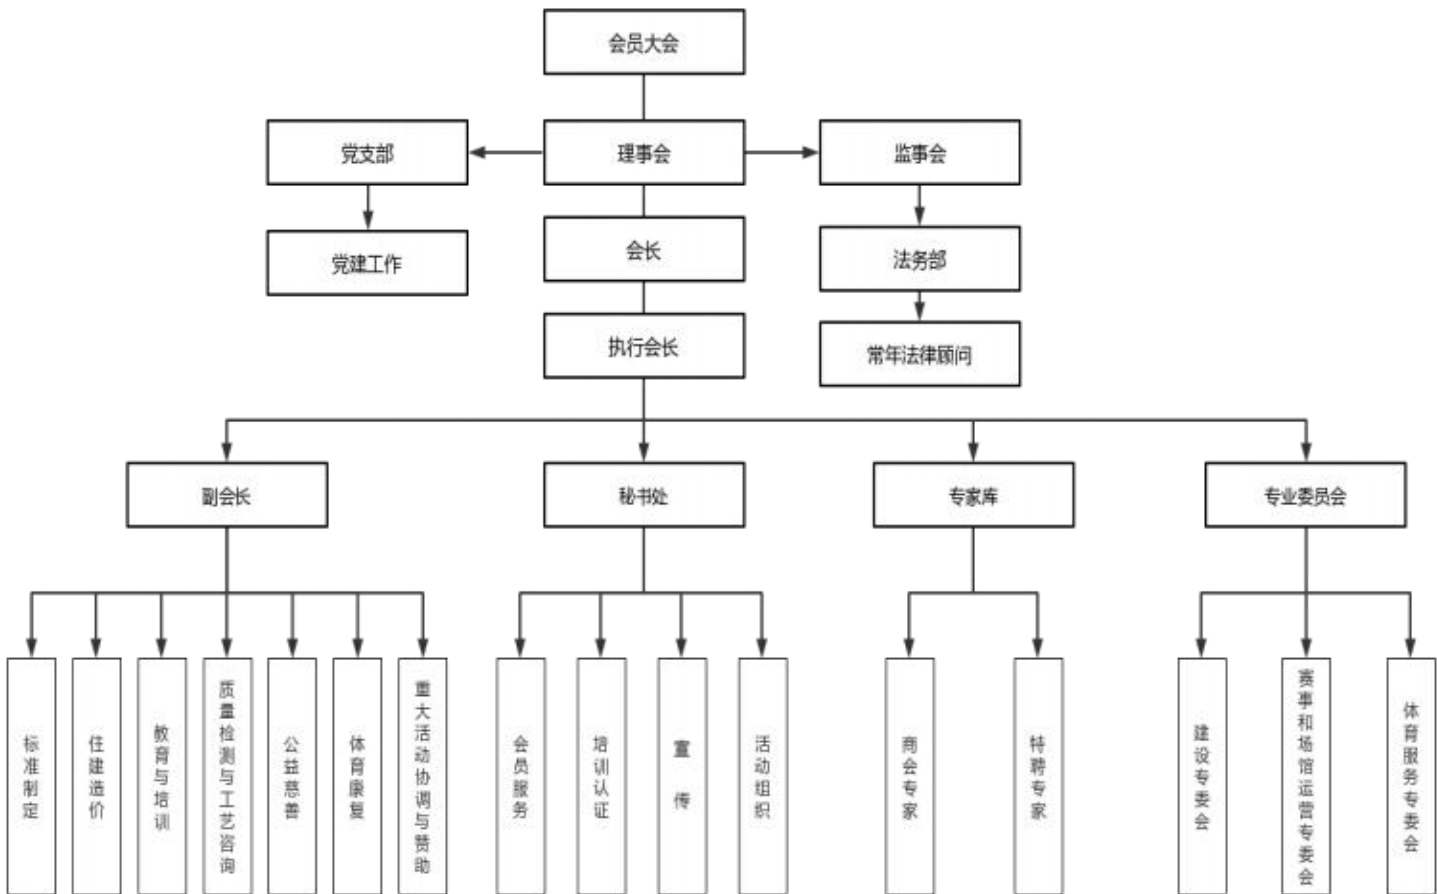 会员大会
党支部
理事会
监事会
党建工作
会长
法务部
执行会长
常年法律顾问
副会长
秘书处
专家库
专业委员会
标准制定
住建造价
教育与培训
质量检测与工艺咨询
公益慈善
体育康复
重大活动协调与赞助
会员服务
培训认证
宣传
活动组织
商会专家
特聘专家
建设专委会
赛事和场馆运营专委会
体育服务专委会